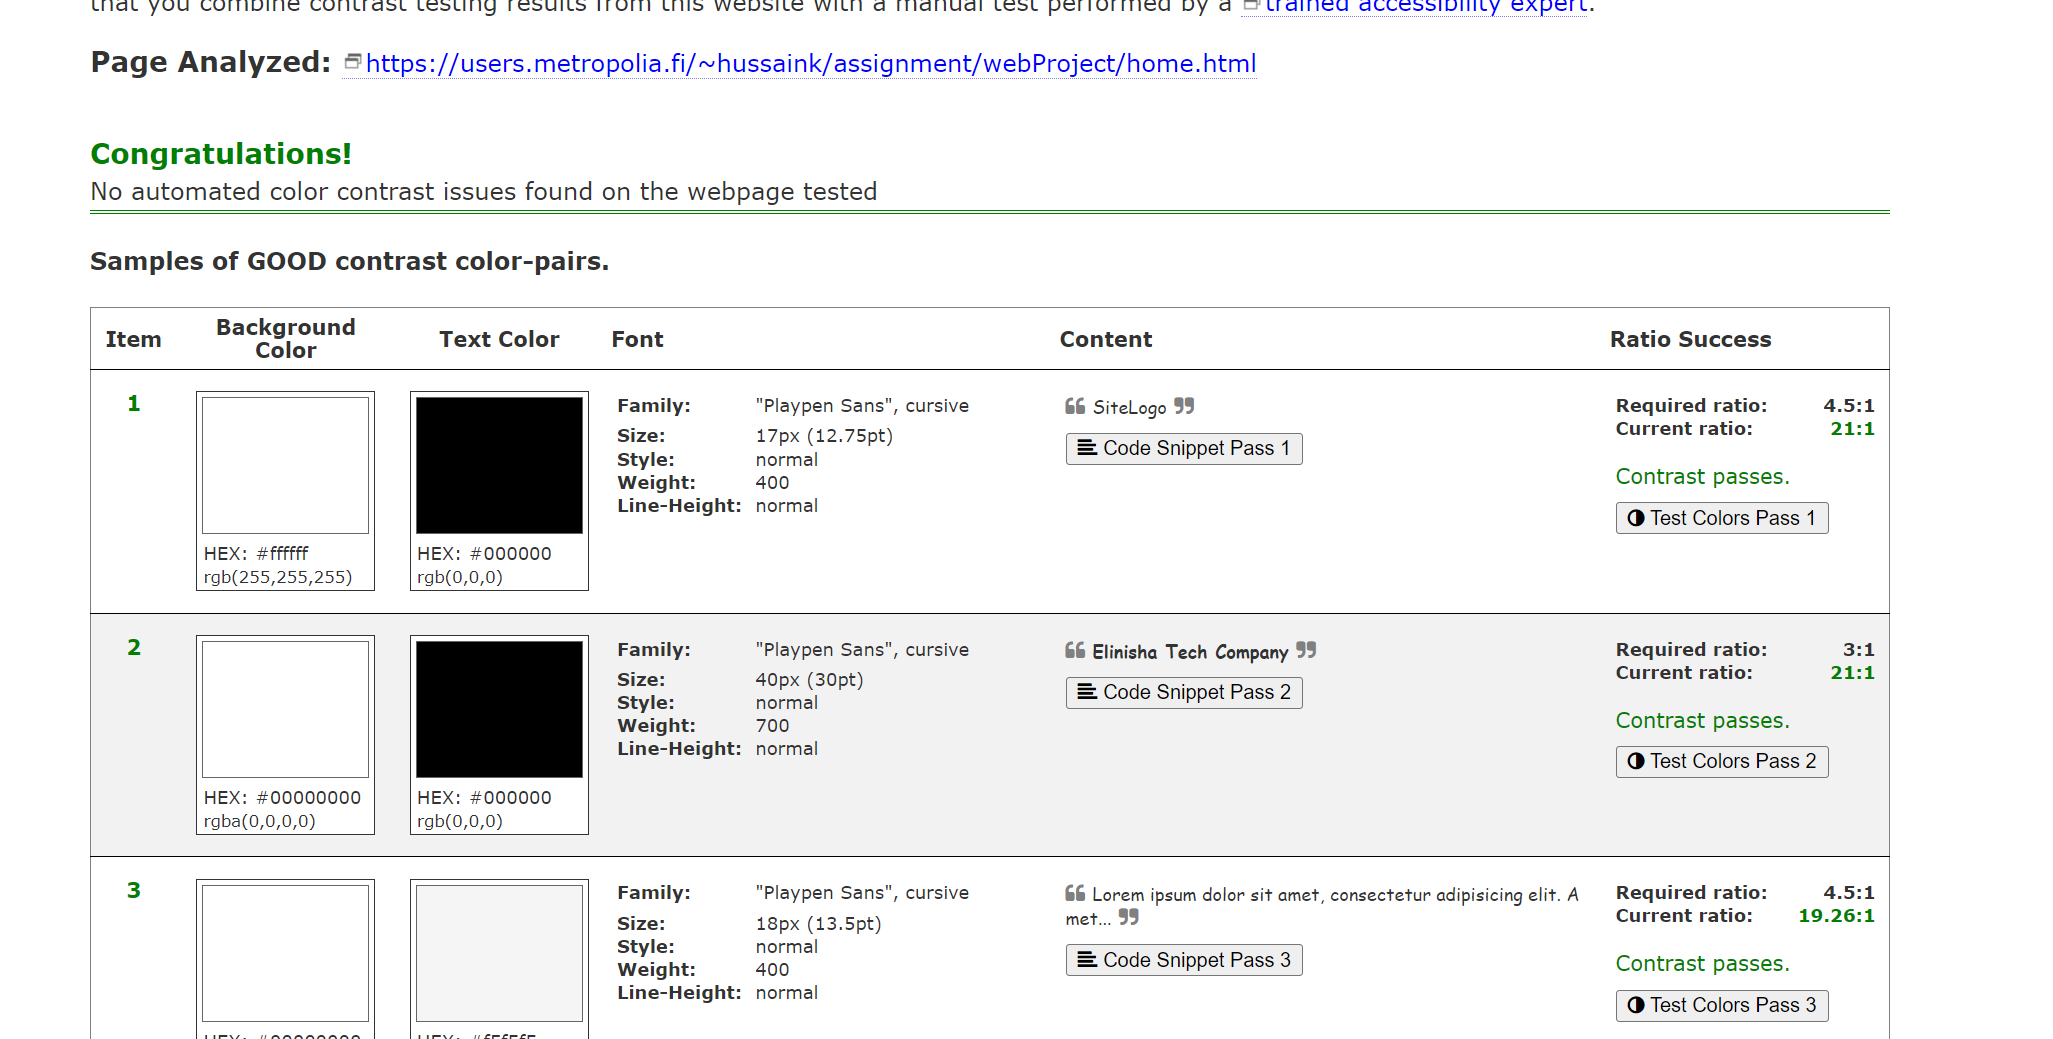 that you combine contrast testing results from this website with a manual test performed by a trained accessibility expert.
Page Analyzed: https://users.metropolia.fi/~hussaink/assignment/webProject/home.html
Congratulations!
No automated color contrast issues found on the webpage tested
Samples of GOOD contrast color-pairs.
Item Background Color Text Color Font Content Ratio Success
1
HEX: #ffffff
rgb(255,255,255)
HEX: #000000
rgb(0,0,0)
Family: "Playpen Sans", cursive
Size: 17px (12.75pt)
Style: normal
Weight: 400
Line-Height: normal
❝ SiteLogo ❞
Code Snippet Pass 1
Required ratio: 4.5:1
Current ratio: 21:1
Contrast passes.
Test Colors Pass 1
2
HEX: #00000000
rgba(0,0,0,0)
HEX: #000000
rgb(0,0,0)
Family: "Playpen Sans", cursive
Size: 40px (30pt)
Style: normal
Weight: 700
Line-Height: normal
❝ Elinisha Tech Company ❞
Code Snippet Pass 2
Required ratio: 3:1
Current ratio: 21:1
Contrast passes.
Test Colors Pass 2
3
HEX: #00000000
HEX: #f5f5f5
Family: "Playpen Sans", cursive
Size: 18px (13.5pt)
Style: normal
Weight: 400
Line-Height: normal
❝ Lorem ipsum dolor sit amet, consectetur adipisicing elit. A
met... ❞
Code Snippet Pass 3
Required ratio: 4.5:1
Current ratio: 19.26:1
Contrast passes.
Test Colors Pass 3